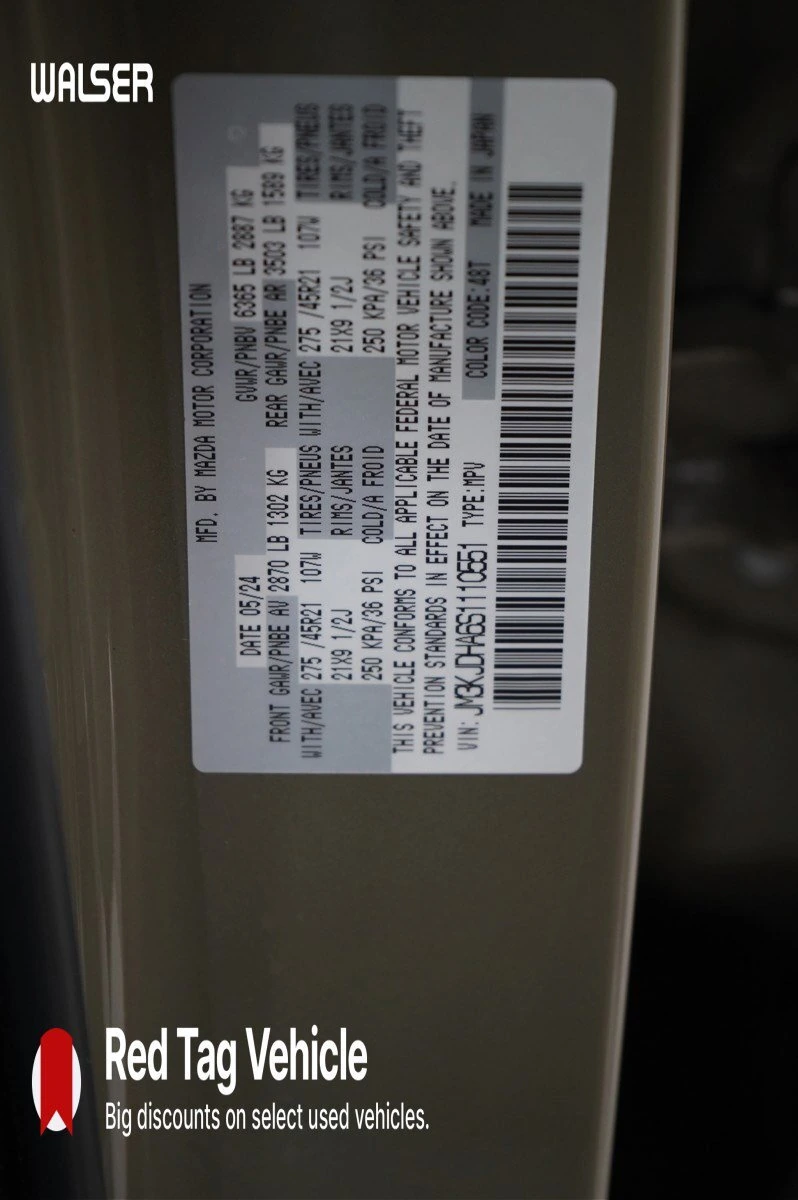 WALSER
MFD. BY MAZDA MOTOR CORPORATION
DATE 05/24 GVWR/PNBV 6365 LB 2887 KG
FRONT GAWR/PNBE AV 2870 LB 1302 KG REAR GAWR/PNBE AR 3503 LB 1589 KG
WITH/AVEC 275 /45R21 107W TIRES/PNEUS WITH/AVEC 275 /45R21 107W TIRES/PNEUS
21X9 1/2J RIMS/JANTES 21X9 1/2J RIMS/JANTES
250 KPA/36 PSI COLD/A FROID 250 KPA/36 PSI COLD/A FROID
THIS VEHICLE CONFORMS TO ALL APPLICABLE FEDERAL MOTOR VEHICLE SAFETY AND THEFT
PREVENTION STANDARDS IN EFFECT ON THE DATE OF MANUFACTURE SHOWN ABOVE.
VIN: JM3KJDHA6S1110551 TYPE:MPV COLOR CODE:48T MADE IN JAPAN
Red Tag Vehicle
Big discounts on select used vehicles.